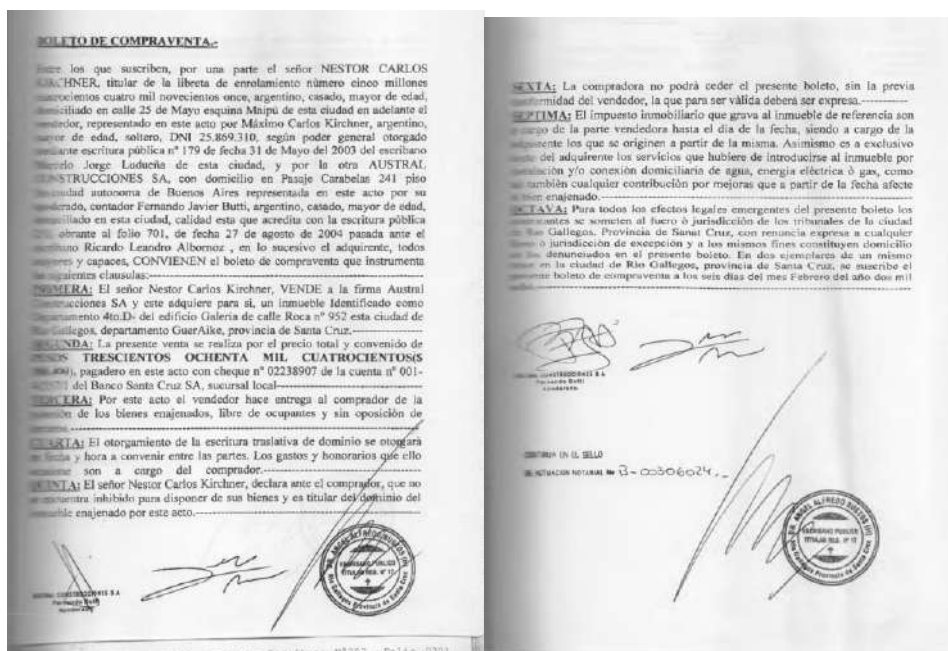 BOLETO DE COMPRAVENTA.-
los que suscriben, por una parte el señor NESTOR CARLOS
KIRCHNER, titular de la libreta de enrolamiento número cinco millones
cuatro mil novecientos once, argentino, casado, mayor de edad,
en calle 25 de Mayo esquina Maipú de esta ciudad en adelante el
vendedor, representado en este acto por Máximo Carlos Kirchner, argentino,
mayor de edad, soltero, DNI 25.869.310, según poder general otorgado
mediante escritura pública nº 179 de fecha 31 de Mayo del 2003 del escribano
Jorge Ludueña de esta ciudad, y por la otra AUSTRAL
CONSTRUCCIONES SA, con domicilio en Pasaje Carabelas 241 piso
ciudad autonoma de Buenos Aires representada en este acto por su
apoderado, contador Fernando Javier Butti, argentino, casado, mayor de edad,
domiciliado en esta ciudad, calidad esta que acredita con la escritura pública
obrante al folio 701, de fecha 27 de agosto de 2004 pasada ante el
escribano Ricardo Leandro Albornoz , en lo sucesivo el adquirente, todos
y capaces, CONVIENEN el boleto de compraventa que instrumenta
siguientes clausulas:
PRIMERA: El señor Nestor Carlos Kirchner, VENDE a la firma Austral
Construcciones SA y este adquiere para sí, un inmueble Identificado como
departamento 4to.D- del edificio Galeria de calle Roca nº 952 esta ciudad de
Rio Gallegos, departamento GuerAike, provincia de Santa Cruz.
SEGUNDA: La presente venta se realiza por el precio total y convenido de
PESOS TRESCIENTOS OCHENTA MIL CUATROCIENTOS($
pagadero en este acto con cheque nº 02238907 de la cuenta nº 001-
del Banco Santa Cruz SA, sucursal local
TERCERA: Por este acto el vendedor hace entrega al comprador de la
posesión de los bienes enajenados, libre de ocupantes y sin oposición de
CUARTA: El otorgamiento de la escritura traslativa de dominio se otorgará
en fecha y hora a convenir entre las partes. Los gastos y honorarios que ello
son a cargo del comprador.
QUINTA: El señor Nestor Carlos Kirchner, declara ante el comprador, que no
se encuentra inhibido para disponer de sus bienes y es titular del dominio del
inmueble enajenado por este acto.
CONSTRUCCIONES S.A
Fernando Butti
Apoderado
SEXTA: La compradora no podrá ceder el presente boleto, sin la previa
conformidad del vendedor, la que para ser válida deberá ser expresa.
SEPTIMA: El impuesto inmobiliario que grava al inmueble de referencia son
a cargo de la parte vendedora hasta el día de la fecha, siendo a cargo de la
adquirente los que se originen a partir de la misma. Asimismo es a exclusivo
del adquirente los servicios que hubiere de introducirse al inmueble por
y/o conexión domiciliaria de agua, energía eléctrica ò gas, como
también cualquier contribución por mejoras que a partir de la fecha afecte
bien enajenado.
OCTAVA: Para todos los efectos legales emergentes del presente boleto los
se someten al fuero ò jurisdicción de los tribunales de la ciudad
de Rio Gallegos, Provincia de Sanat Cruz, con renuncia expresa a cualquier
ò jurisdicción de excepción y a los mismos fines constituyen domicilio
denunciados en el presente boleto. En dos ejemplares de un mismo
en la ciudad de Río Gallegos, provincia de Santa Cruz, se suscribe el
boleto de compraventa a los seis días del mes Febrero del año dos mil
CONSTRUCCIONES S.A
Fernando Butti
Apoderado
CONTINUA EN EL SELLO
DE ACTUACION NOTARIAL Nº B-00306024.-
ESCRIBANO PUBLICO
TITULAR REG. Nº 17